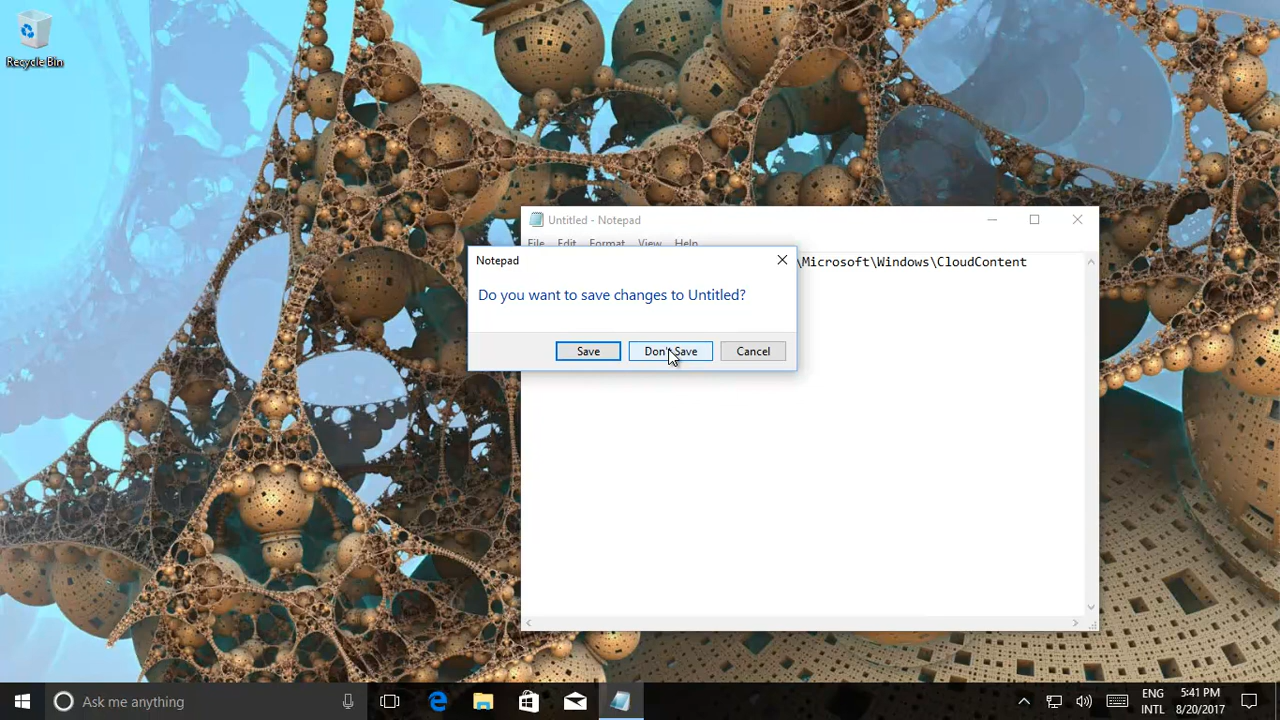 Recycle Bin
Untitled - Notepad
File Edit Format View Help
\Microsoft\Windows\CloudContent
Notepad
Do you want to save changes to Untitled?
Save Don't Save Cancel
Ask me anything
ENG
INTL
5:41 PM
8/20/2017